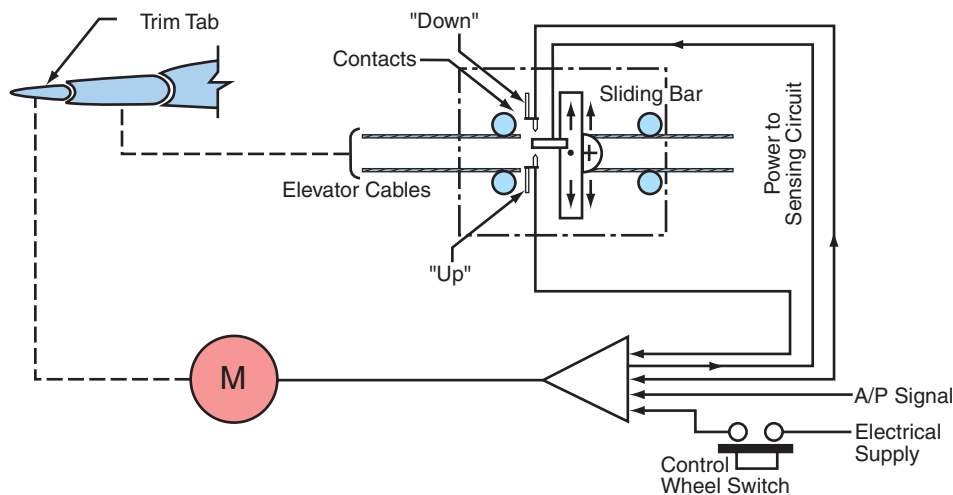 Trim Tab
"Down"
Contacts
Sliding Bar
Power to
Sensing Circuit
Elevator Cables
"Up"
M
A/P Signal
Electrical
Supply
Control
Wheel Switch